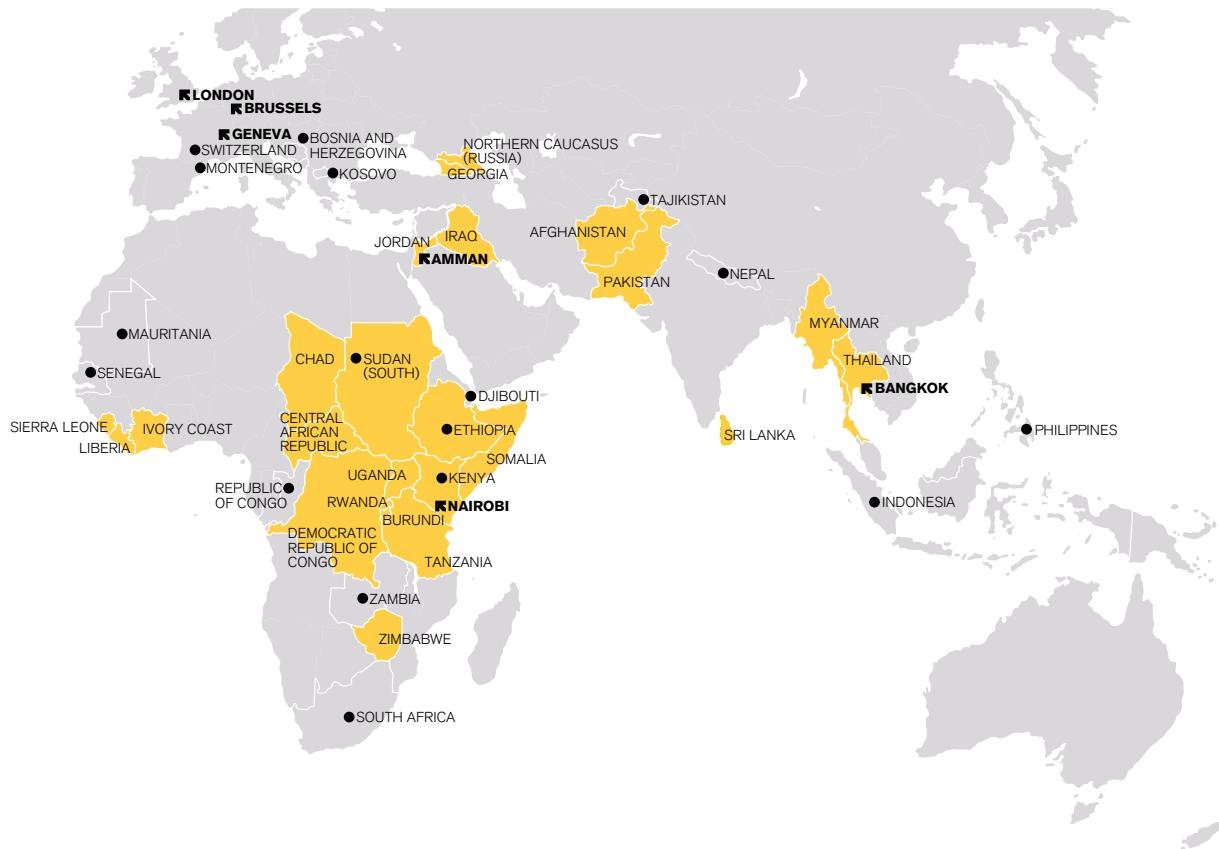 LONDON
BRUSSELS
GENEVA
SWITZERLAND
MONTENEGRO
BOSNIA AND
HERZEGOVINA
KOSOVO
NORTHERN CAUCASUS
(RUSSIA)
GEORGIA
TAJIKISTAN
AFGHANISTAN
PAKISTAN
JORDAN
IRAQ
AMMAN
NEPAL
MYANMAR
THAILAND
BANGKOK
MAURITANIA
SENEGAL
SIERRA LEONE
LIBERIA
IVORY COAST
CHAD
SUDAN
(SOUTH)
DJIBOUTI
CENTRAL
AFRICAN
REPUBLIC
ETHIOPIA
SOMALIA
SRI LANKA
PHILIPPINES
UGANDA
KENYA
REPUBLIC
OF CONGO
RWANDA
NAIROBI
BURUNDI
INDONESIA
DEMOCRATIC
REPUBLIC OF
CONGO
TANZANIA
ZAMBIA
ZIMBABWE
SOUTH AFRICA